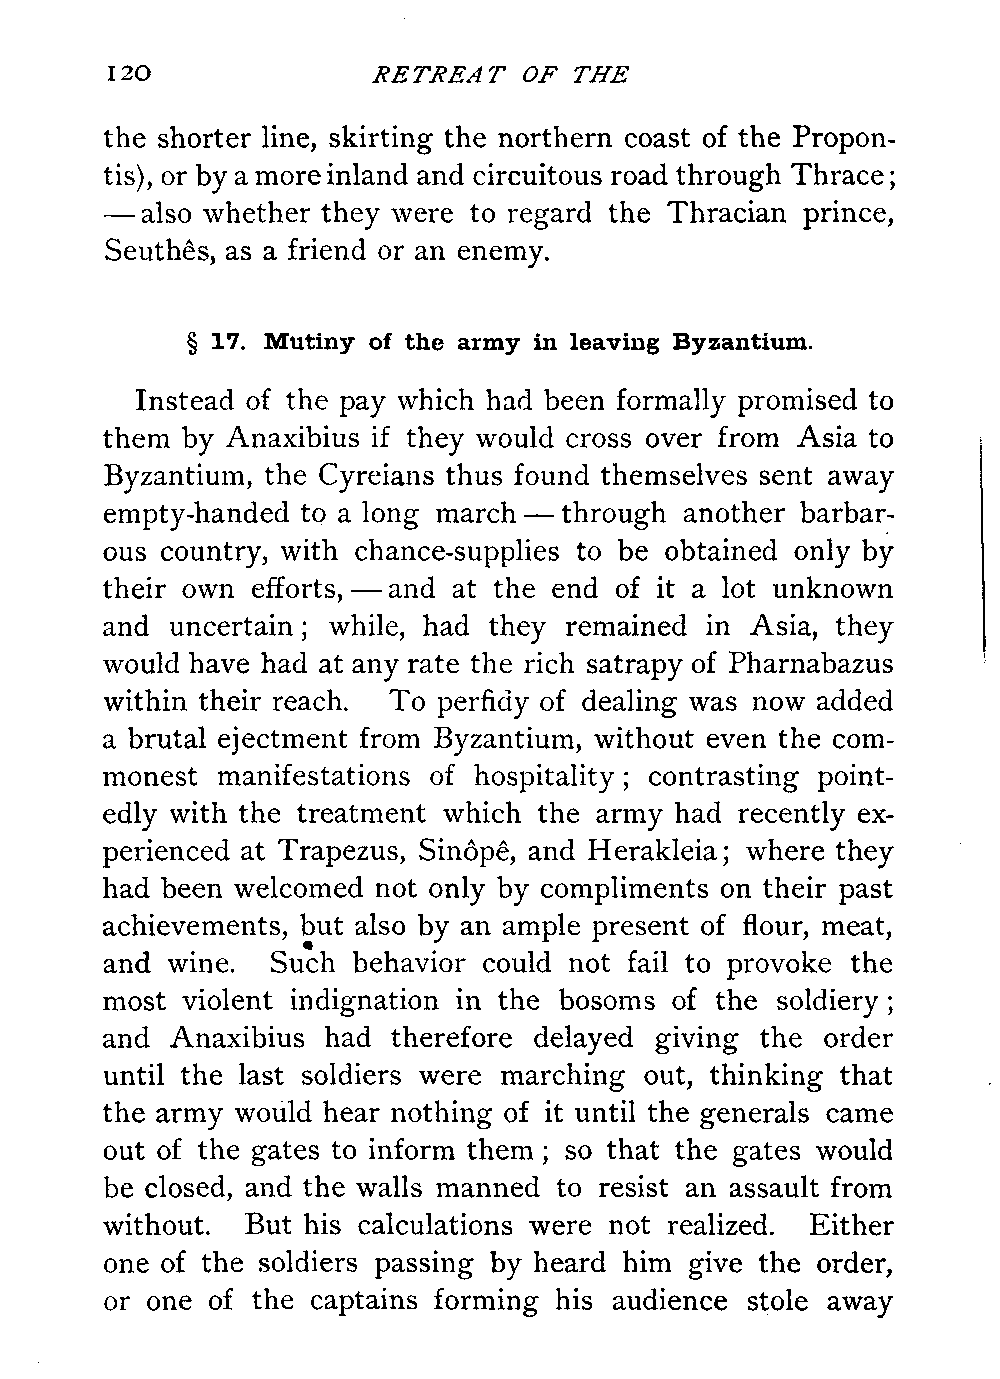 120 RETREAT OF THE
the shorter line, skirting the northern coast of the Propon-
tis), or by a more inland and circuitous road through Thrace;
— also whether they were to regard the Thracian prince,
Seuthês, as a friend or an enemy.
§ 17. Mutiny of the army in leaving Byzantium.
Instead of the pay which had been formally promised to
them by Anaxibius if they would cross over from Asia to
Byzantium, the Cyreians thus found themselves sent away
empty-handed to a long march — through another barbar-
ous country, with chance-supplies to be obtained only by
their own efforts, — and at the end of it a lot unknown
and uncertain; while, had they remained in Asia, they
would have had at any rate the rich satrapy of Pharnabazus
within their reach. To perfidy of dealing was now added
a brutal ejectment from Byzantium, without even the com-
monest manifestations of hospitality; contrasting point-
edly with the treatment which the army had recently ex-
perienced at Trapezus, Sinôpê, and Herakleia; where they
had been welcomed not only by compliments on their past
achievements, but also by an ample present of flour, meat,
and wine. Such behavior could not fail to provoke the
most violent indignation in the bosoms of the soldiery;
and Anaxibius had therefore delayed giving the order
until the last soldiers were marching out, thinking that
the army would hear nothing of it until the generals came
out of the gates to inform them; so that the gates would
be closed, and the walls manned to resist an assault from
without. But his calculations were not realized. Either
one of the soldiers passing by heard him give the order,
or one of the captains forming his audience stole away